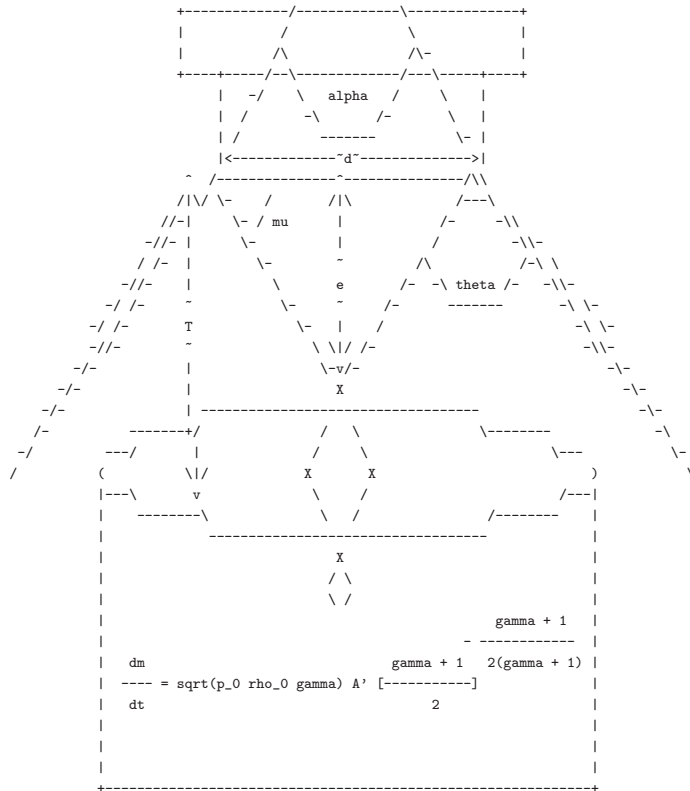 alpha
~d~
mu
~
e
~
theta
~
T
~
v
X
X X
v
X
gamma + 1
- ------------
dm gamma + 1 2(gamma + 1)
---- = sqrt(p_0 rho_0 gamma) A' [-----------]
dt 2